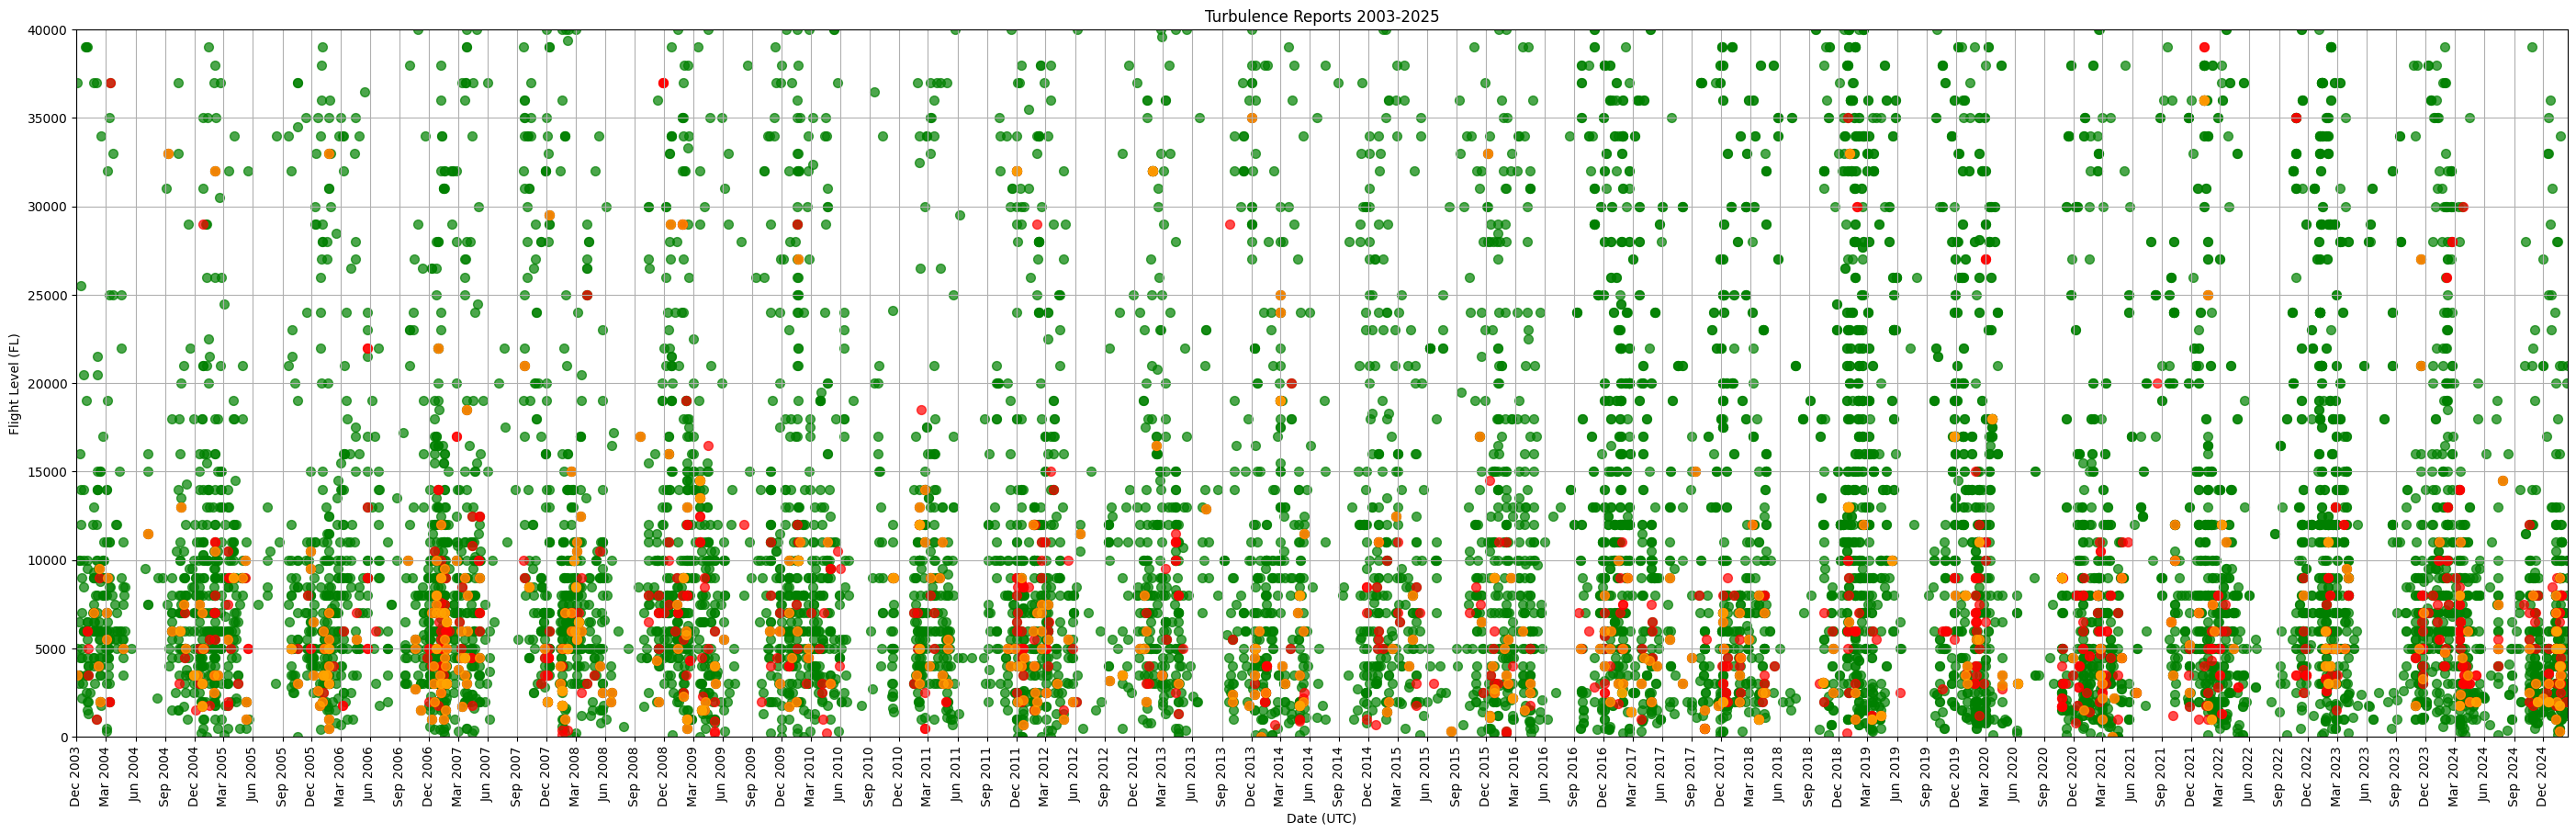 Turbulence Reports 2003-2025
Flight Level (FL)
40000
35000
30000
25000
20000
15000
10000
5000
0
Dec 2003
Mar 2004
Jun 2004
Sep 2004
Dec 2004
Mar 2005
Jun 2005
Sep 2005
Dec 2005
Mar 2006
Jun 2006
Sep 2006
Dec 2006
Mar 2007
Jun 2007
Sep 2007
Dec 2007
Mar 2008
Jun 2008
Sep 2008
Dec 2008
Mar 2009
Jun 2009
Sep 2009
Dec 2009
Mar 2010
Jun 2010
Sep 2010
Dec 2010
Mar 2011
Jun 2011
Sep 2011
Dec 2011
Mar 2012
Jun 2012
Sep 2012
Dec 2012
Mar 2013
Jun 2013
Sep 2013
Dec 2013
Mar 2014
Jun 2014
Sep 2014
Dec 2014
Mar 2015
Jun 2015
Sep 2015
Dec 2015
Mar 2016
Jun 2016
Sep 2016
Dec 2016
Mar 2017
Jun 2017
Sep 2017
Dec 2017
Mar 2018
Jun 2018
Sep 2018
Dec 2018
Mar 2019
Jun 2019
Sep 2019
Dec 2019
Mar 2020
Jun 2020
Sep 2020
Dec 2020
Mar 2021
Jun 2021
Sep 2021
Dec 2021
Mar 2022
Jun 2022
Sep 2022
Dec 2022
Mar 2023
Jun 2023
Sep 2023
Dec 2023
Mar 2024
Jun 2024
Sep 2024
Dec 2024
Date (UTC)